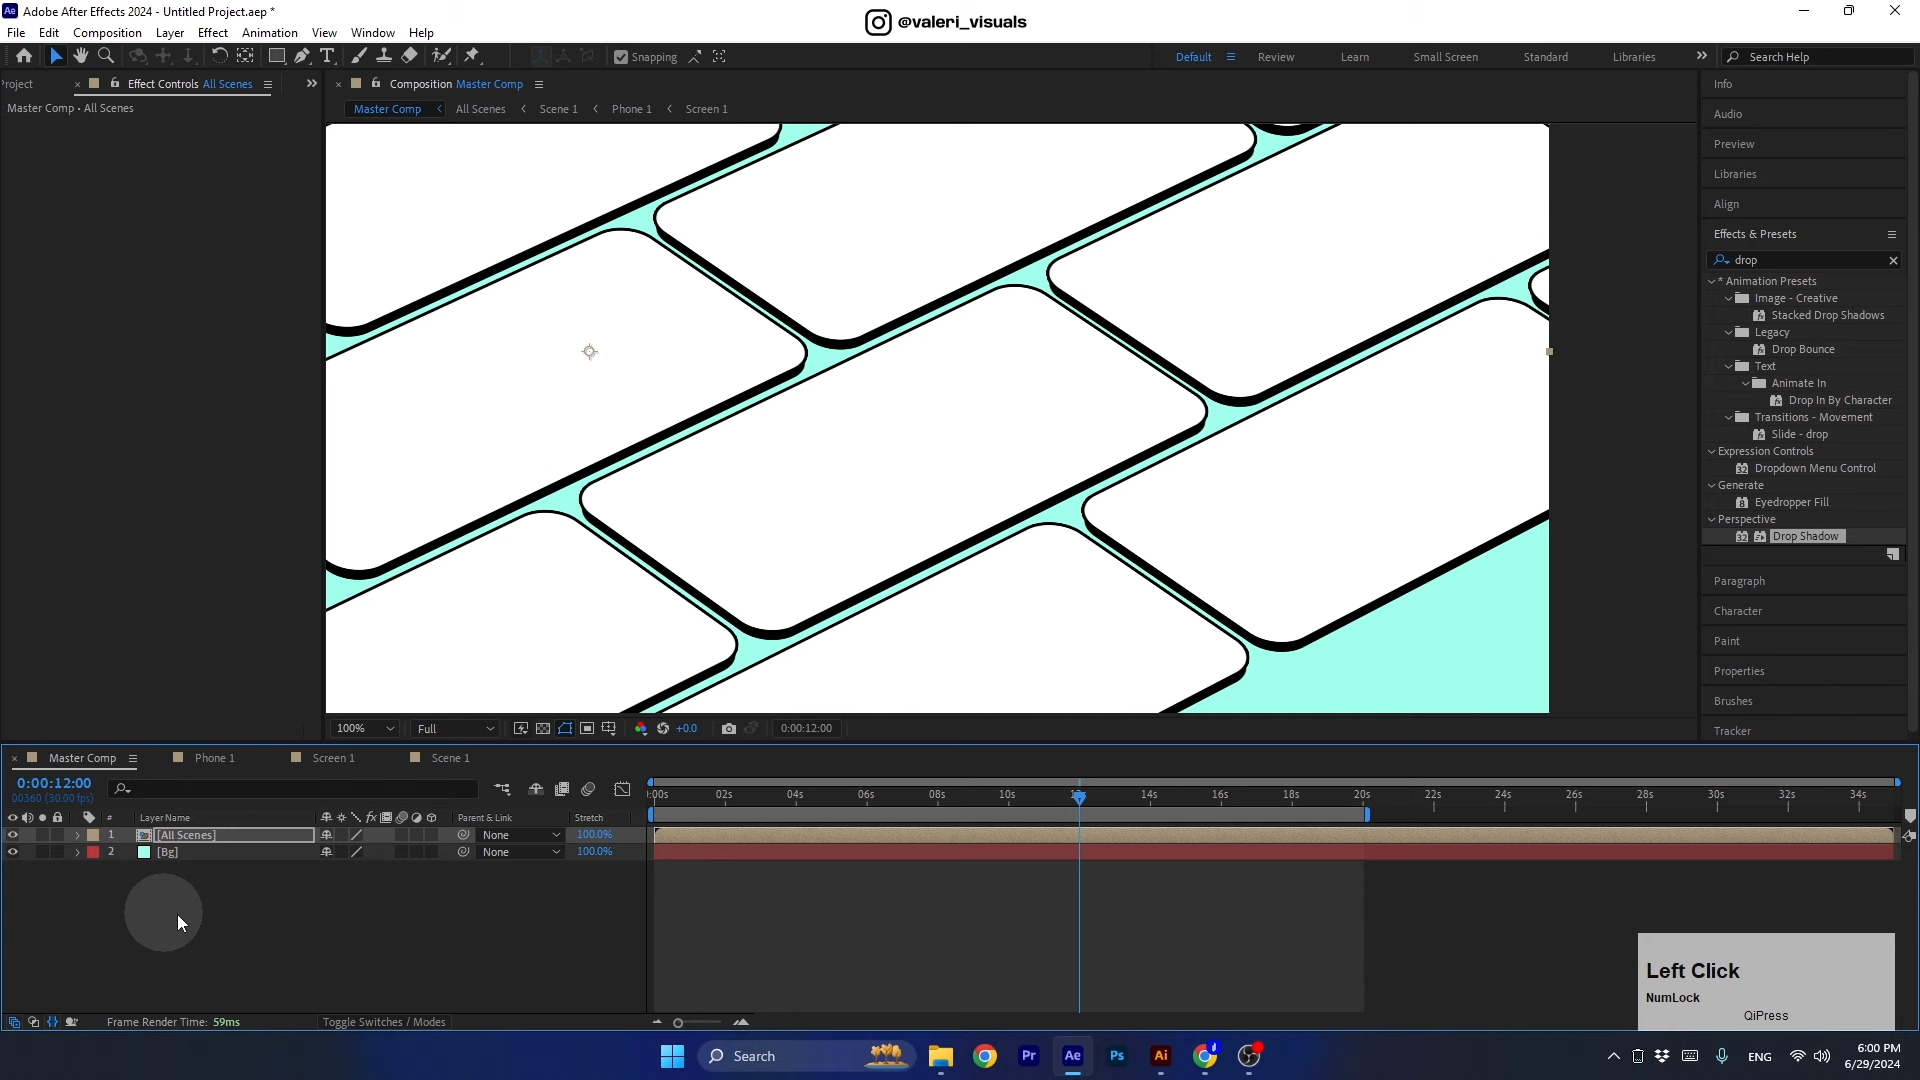 Adobe After Effects 2024 - Untitled Project.aep *
@valeri_visuals
File Edit Composition Layer Effect Animation View Window Help
Snapping
Default Review Learn Small Screen Standard Libraries
Search Help
roject
Effect Controls All Scenes
Composition Master Comp
Master Comp • All Scenes
Master Comp All Scenes Scene 1 Phone 1 Screen 1
Info
Audio
Preview
Libraries
Align
Effects & Presets
drop
* Animation Presets
Image - Creative
Stacked Drop Shadows
Legacy
Drop Bounce
Text
Animate In
Drop In By Character
Transitions - Movement
Slide - drop
Expression Controls
Dropdown Menu Control
Generate
Eyedropper Fill
Perspective
Drop Shadow
Paragraph
Character
Paint
Properties
Brushes
Tracker
100% Full +0.0 0:00:12:00
Master Comp Phone 1 Screen 1 Scene 1
0:00:12:00
00360 (30.00 fps)
:00s 02s 04s 06s 08s 10s 12s 14s 16s 18s 20s 22s 24s 26s 28s 30s 32s 34s
# Layer Name Parent & Link Stretch
1 [All Scenes] None 100.0%
2 [Bg] None 100.0%
Left Click
NumLock
QiPress
Frame Render Time: 59ms
Toggle Switches / Modes
Search
Pr Ae Ps Ai
ENG
6:00 PM
6/29/2024